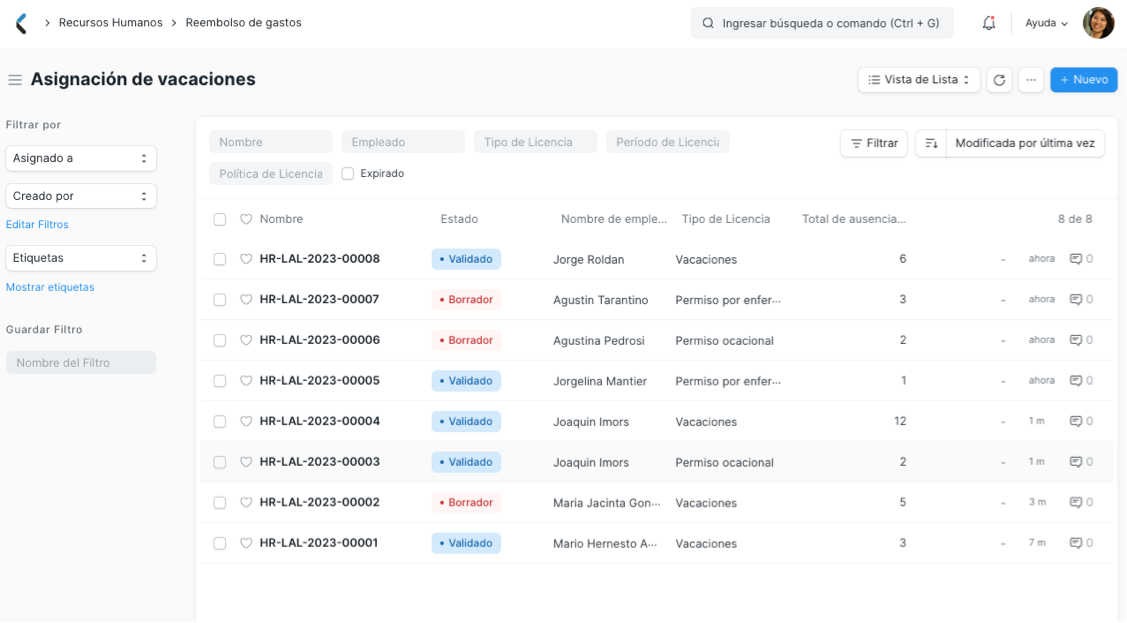 Recursos Humanos > Reembolso de gastos
Ingresar búsqueda o comando (Ctrl + G)
Ayuda
Asignación de vacaciones
Vista de Lista
...
+ Nuevo
Filtrar por
Asignado a
Creado por
Editar Filtros
Etiquetas
Mostrar etiquetas
Guardar Filtro
Nombre del Filtro
Nombre Empleado Tipo de Licencia Período de Licencia
Filtrar
Modificada por última vez
Política de Licencia Expirado
Nombre Estado Nombre de emple... Tipo de Licencia Total de ausencia... 8 de 8
HR-LAL-2023-00008 • Validado Jorge Roldan Vacaciones 6 - ahora 0
HR-LAL-2023-00007 • Borrador Agustin Tarantino Permiso por enfer... 3 - ahora 0
HR-LAL-2023-00006 • Borrador Agustina Pedrosi Permiso ocacional 2 - ahora 0
HR-LAL-2023-00005 • Validado Jorgelina Mantier Permiso por enfer... 1 - ahora 0
HR-LAL-2023-00004 • Validado Joaquin Imors Vacaciones 12 - 1 m 0
HR-LAL-2023-00003 • Validado Joaquin Imors Permiso ocacional 2 - 1 m 0
HR-LAL-2023-00002 • Borrador Maria Jacinta Gon... Vacaciones 5 - 3 m 0
HR-LAL-2023-00001 • Validado Mario Hernesto A... Vacaciones 3 - 7 m 0